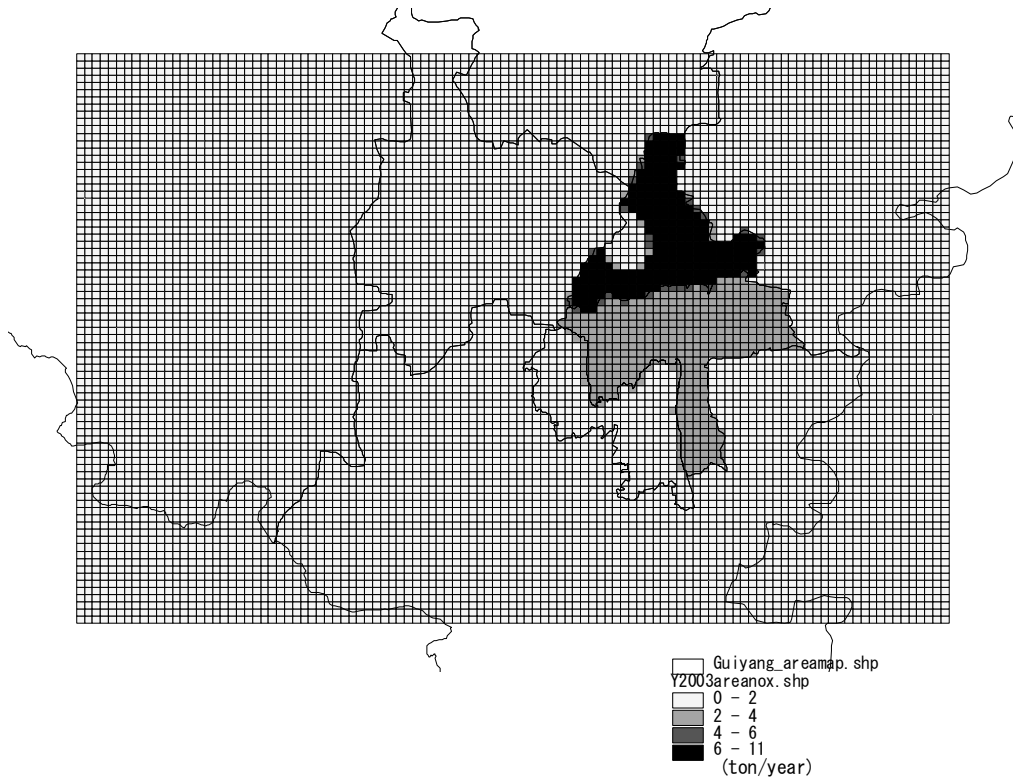 Guiyang_areamap.shp
Y2003areanox.shp
0 - 2
2 - 4
4 - 6
6 - 11
(ton/year)